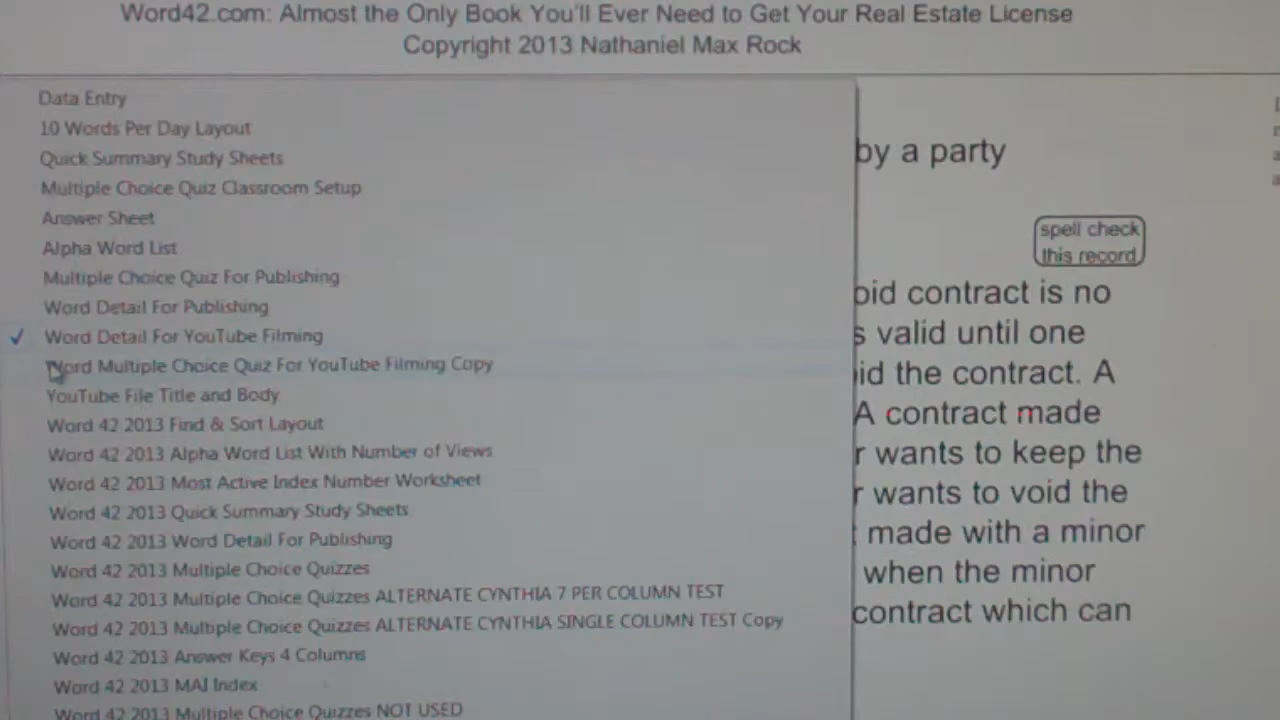 Word42.com: Almost the Only Book You'll Ever Need to Get Your Real Estate License
Copyright 2013 Nathaniel Max Rock
Data Entry
10 Words Per Day Layout
Quick Summary Study Sheets
Multiple Choice Quiz Classroom Setup
Answer Sheet
Alpha Word List
Multiple Choice Quiz For Publishing
Word Detail For Publishing
✓ Word Detail For YouTube Filming
Word Multiple Choice Quiz For YouTube Filming Copy
YouTube File Title and Body
Word 42 2013 Find & Sort Layout
Word 42 2013 Alpha Word List With Number of Views
Word 42 2013 Most Active Index Number Worksheet
Word 42 2013 Quick Summary Study Sheets
Word 42 2013 Word Detail For Publishing
Word 42 2013 Multiple Choice Quizzes
Word 42 2013 Multiple Choice Quizzes ALTERNATE CYNTHIA 7 PER COLUMN TEST
Word 42 2013 Multiple Choice Quizzes ALTERNATE CYNTHIA SINGLE COLUMN TEST Copy
Word 42 2013 Answer Keys 4 Columns
Word 42 2013 MAI Index
Word 42 2013 Multiple Choice Quizzes NOT USED
by a party
spell check
this record
oid contract is no
s valid until one
id the contract. A
A contract made
r wants to keep the
r wants to void the
made with a minor
when the minor
contract which can